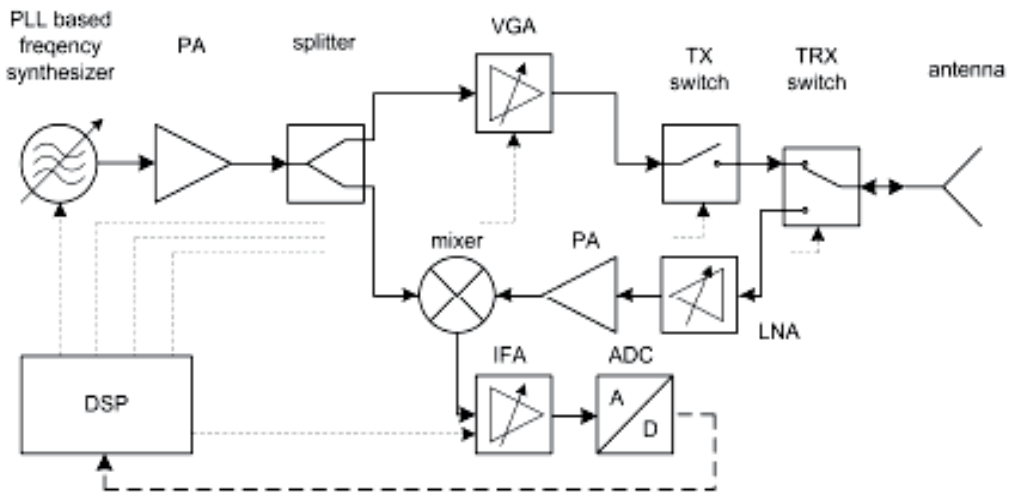 PLL based
freqency
synthesizer
PA
splitter
VGA
TX
switch
TRX
switch
antenna
mixer
PA
LNA
DSP
IFA
ADC
A
D